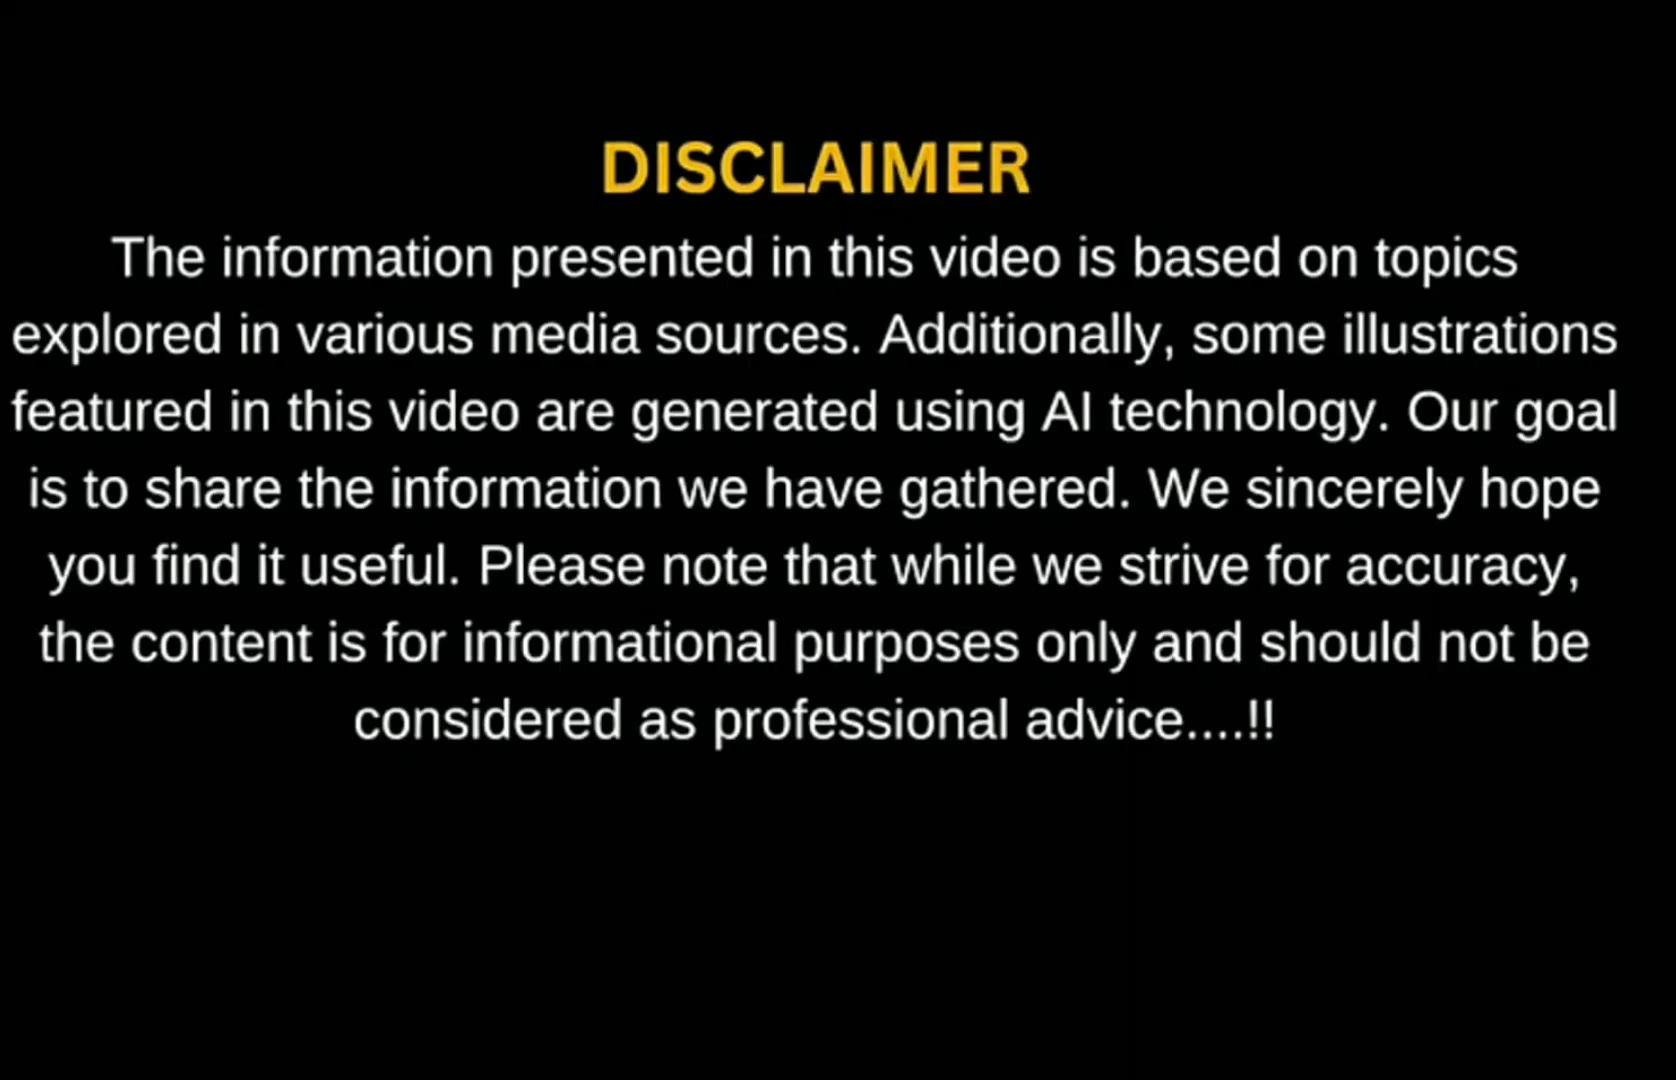 DISCLAIMER
The information presented in this video is based on topics
explored in various media sources. Additionally, some illustrations
featured in this video are generated using AI technology. Our goal
is to share the information we have gathered. We sincerely hope
you find it useful. Please note that while we strive for accuracy,
the content is for informational purposes only and should not be
considered as professional advice....!!